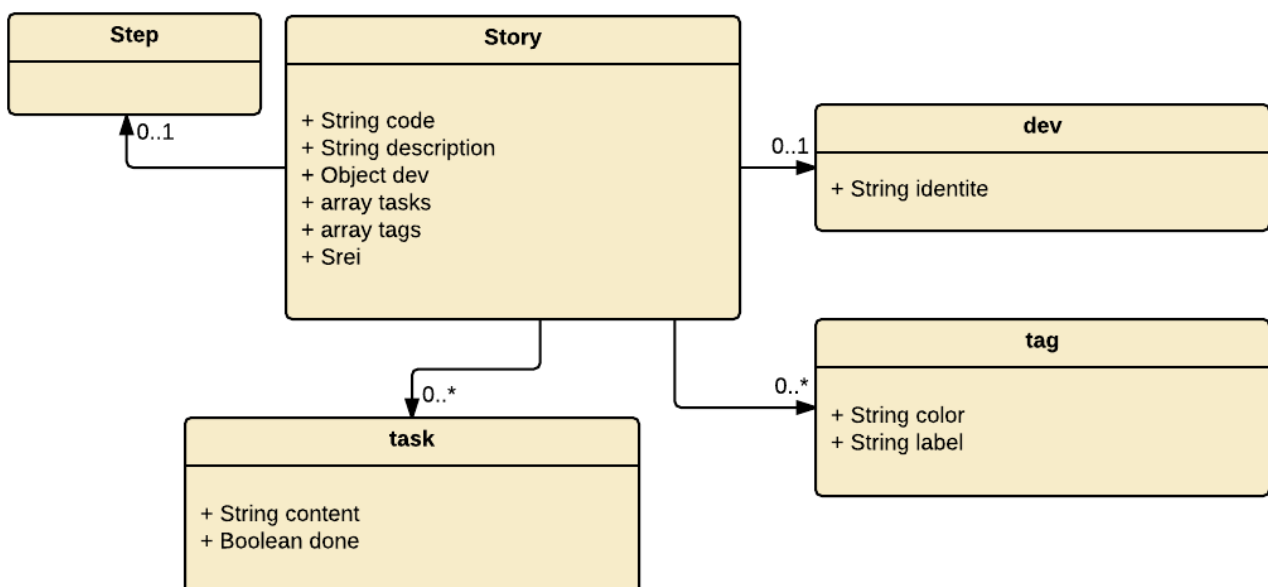 Step
0..1
Story
+ String code
+ String description
+ Object dev
+ array tasks
+ array tags
+ Srei
0..1
dev
+ String identite
0..*
tag
+ String color
+ String label
0..*
task
+ String content
+ Boolean done